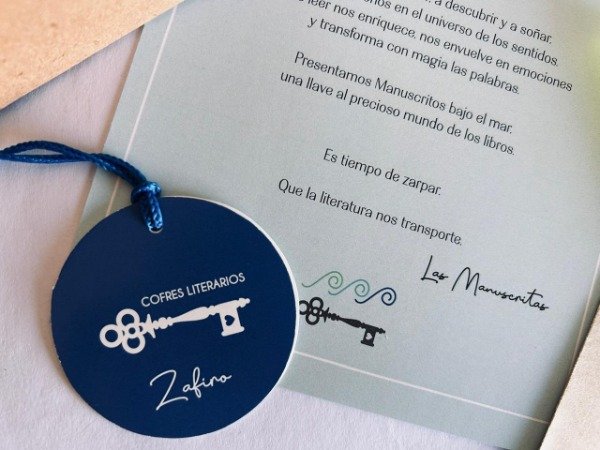 a descubrir y a soñar.
en el universo de los sentidos.
leer nos enriquece, nos envuelve en emociones
y transforma con magia las palabras.
Presentamos Manuscritos bajo el mar,
una llave al precioso mundo de los libros.
Es tiempo de zarpar.
Que la literatura nos transporte.
Las Manuscritas
COFRES LITERARIOS
Zafiro